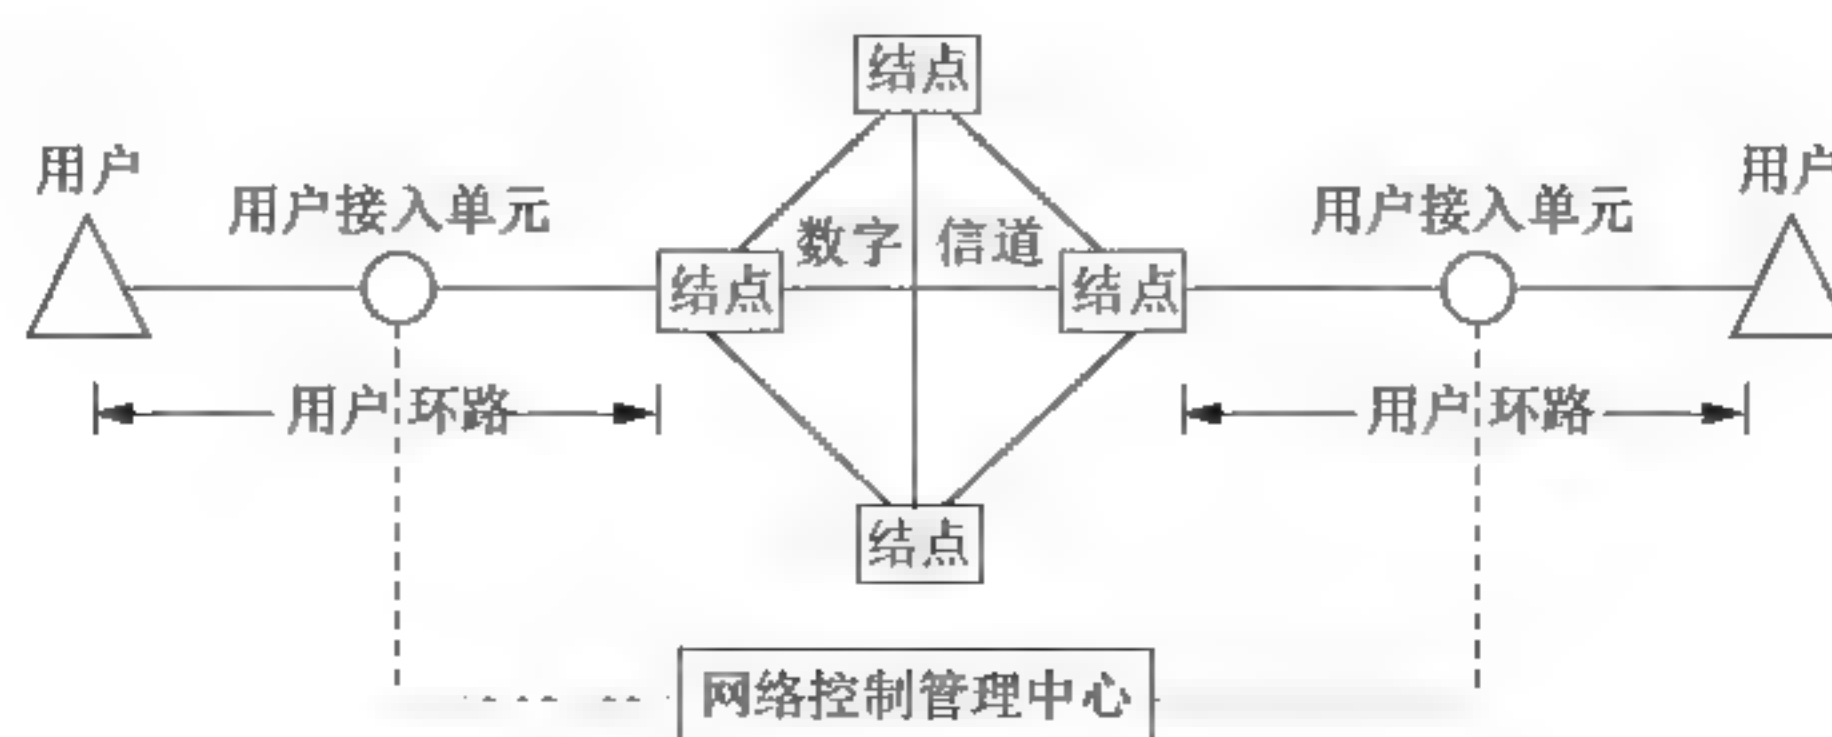 结点
用户
用户
用户接入单元
用户接入单元
数字 信道
结点
结点
用户环路
用户环路
结点
网络控制管理中心